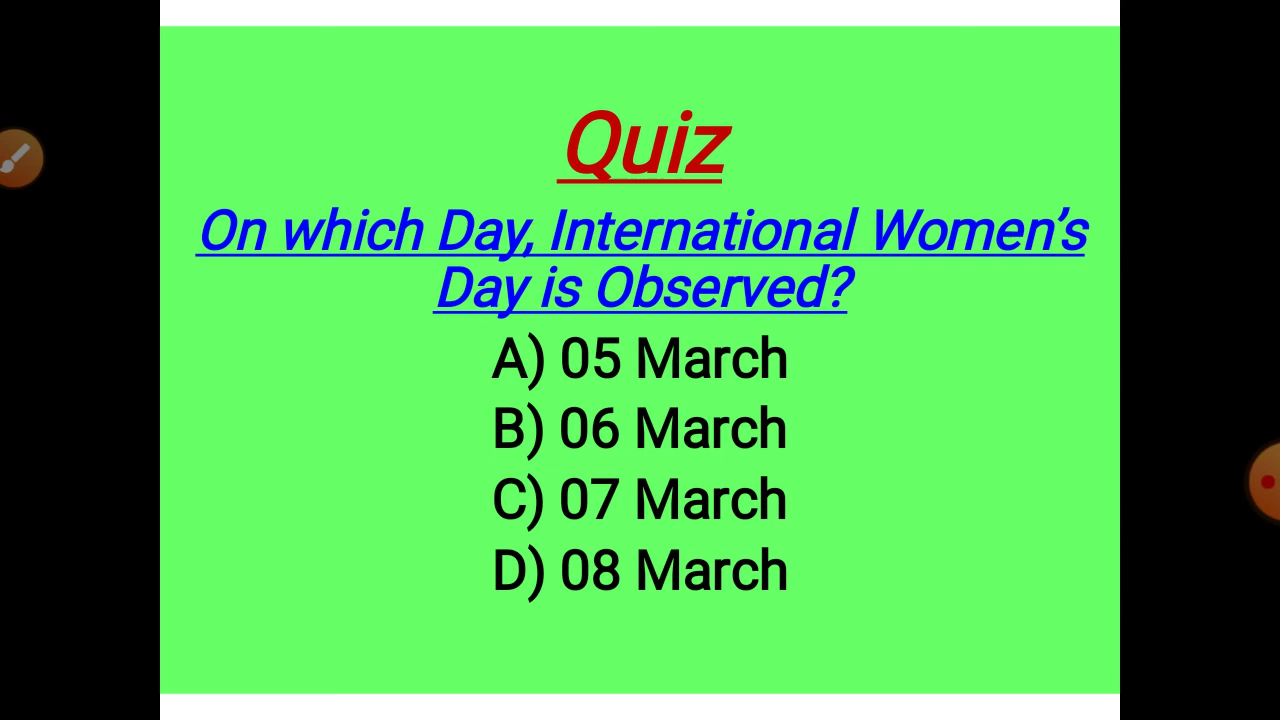 Quiz
On which Day, International Women’s
Day is Observed?
A) 05 March
B) 06 March
C) 07 March
D) 08 March